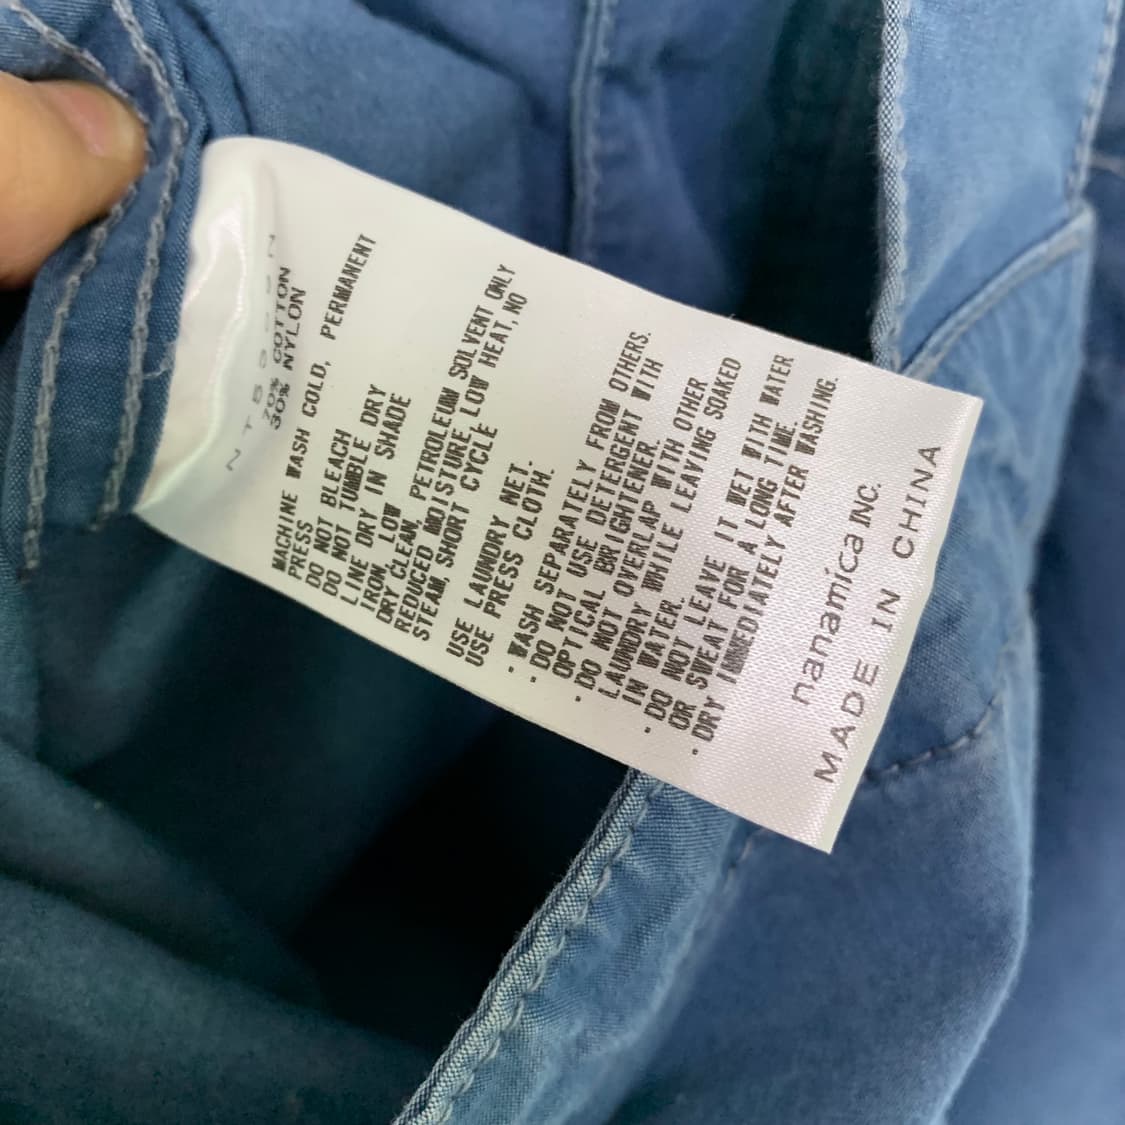 70% COTTON
30% NYLON
MACHINE WASH COLD, PERMANENT
PRESS
DO NOT BLEACH
DO NOT TUMBLE DRY
LINE DRY IN SHADE
IRON, LOW
DRY CLEAN, PETROLEUM SOLVENT ONLY
REDUCED MOISTURE, LOW HEAT, NO
STEAM, SHORT CYCLE
USE LAUNDRY NET.
USE PRESS CLOTH.
· WASH SEPARATELY FROM OTHERS.
· DO NOT USE DETERGENT WITH
OPTICAL BRIGHTENER.
· DO NOT OVERLAP WITH OTHER
LAUNDRY WHILE LEAVING SOAKED
IN WATER.
· DO NOT LEAVE IT WET WITH WATER
OR SWEAT FOR A LONG TIME.
· DRY IMMEDIATELY AFTER WASHING.
nanamica INC.
MADE IN CHINA